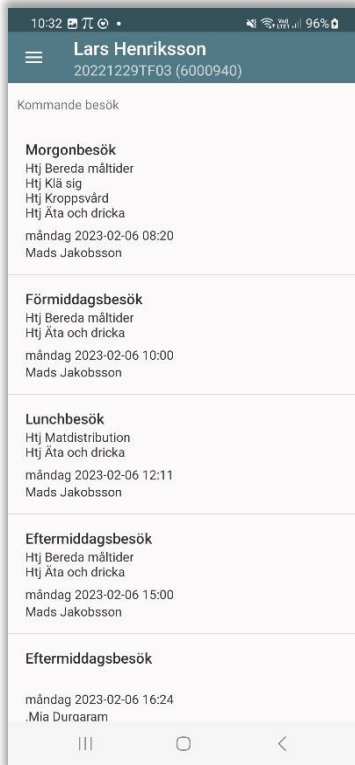 10:32
96%
Lars Henriksson
20221229TF03 (6000940)
Kommande besök
Morgonbesök
Htj Bereda måltider
Htj Klä sig
Htj Kroppsvård
Htj Äta och dricka
måndag 2023-02-06 08:20
Mads Jakobsson
Förmiddagsbesök
Htj Bereda måltider
Htj Äta och dricka
måndag 2023-02-06 10:00
Mads Jakobsson
Lunchbesök
Htj Matdistribution
Htj Äta och dricka
måndag 2023-02-06 12:11
Mads Jakobsson
Eftermiddagsbesök
Htj Bereda måltider
Htj Äta och dricka
måndag 2023-02-06 15:00
Mads Jakobsson
Eftermiddagsbesök
måndag 2023-02-06 16:24
.Mia Durgaram